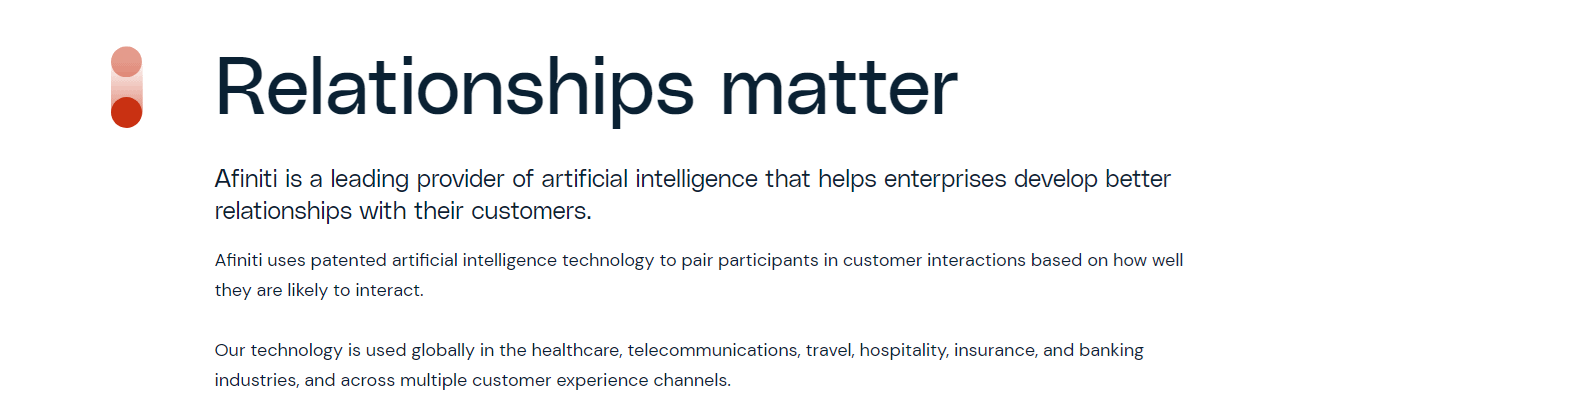 Relationships matter
Afiniti is a leading provider of artificial intelligence that helps enterprises develop better
relationships with their customers.
Afiniti uses patented artificial intelligence technology to pair participants in customer interactions based on how well
they are likely to interact.
Our technology is used globally in the healthcare, telecommunications, travel, hospitality, insurance, and banking
industries, and across multiple customer experience channels.